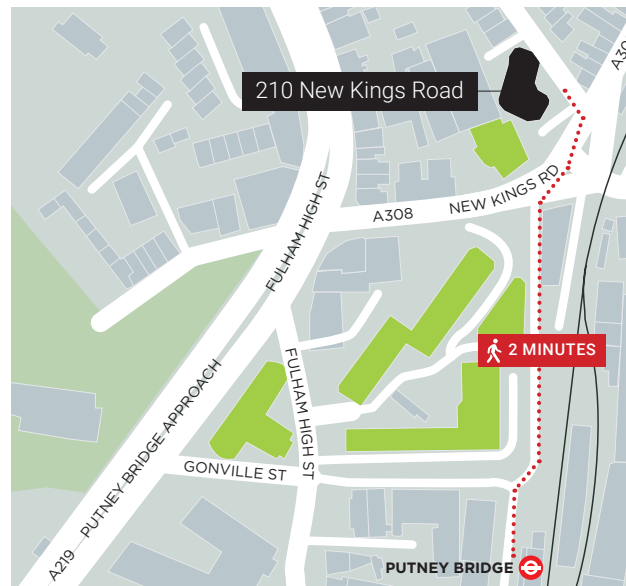 210 New Kings Road
A30
FULHAM HIGH ST
A308 NEW KINGS RD
2 MINUTES
FULHAM HIGH ST
GONVILLE ST
A219 PUTNEY BRIDGE APPROACH
PUTNEY BRIDGE